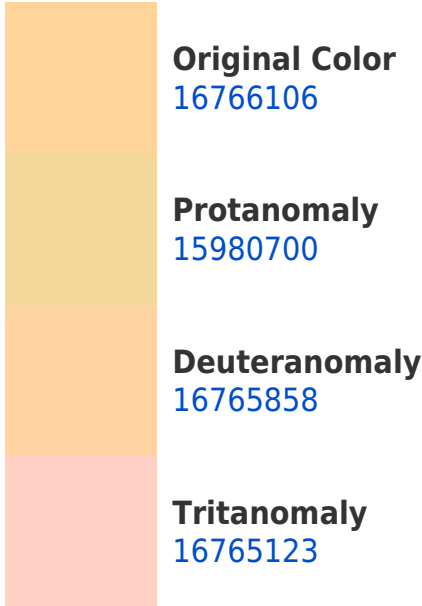 Original Color
16766106
Protanomaly
15980700
Deuteranomaly
16765858
Tritanomaly
16765123